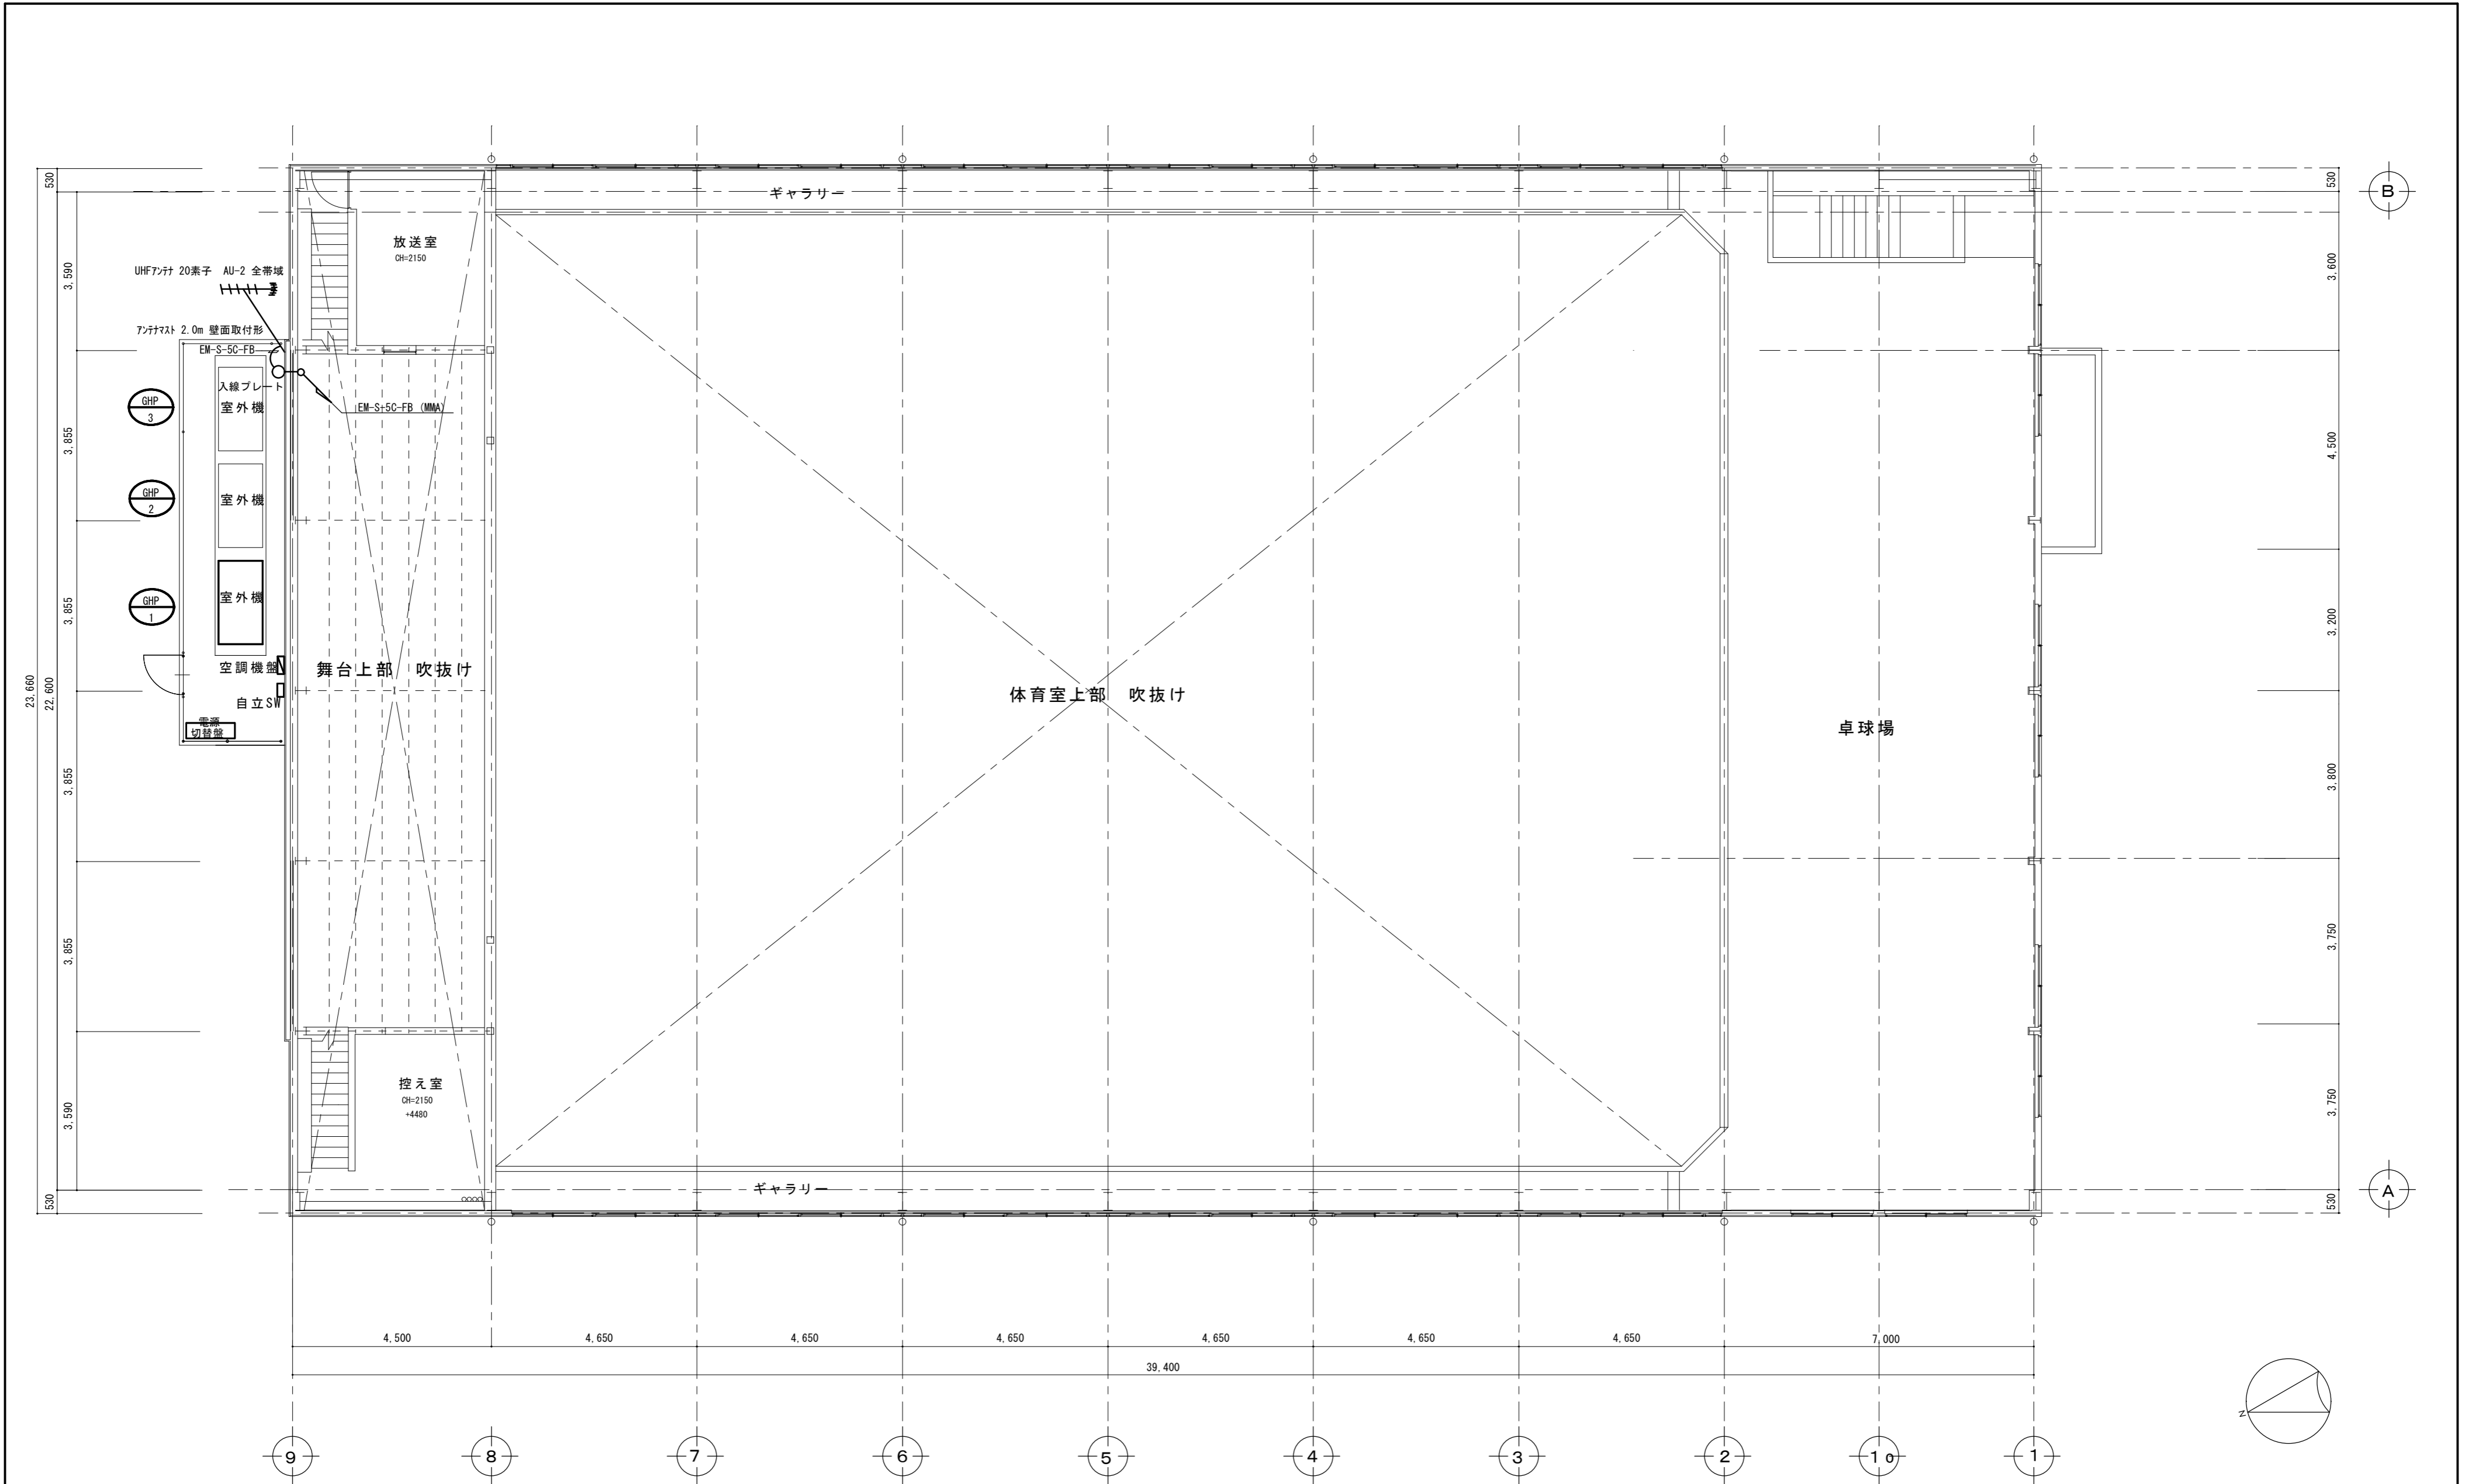 530
530
B
ギャラリー
放送室
CH=2150
UHFアンテナ 20素子 AU-2 全帯域
3,590
3,600
アンテナマスト 2.0m 壁面取付形
EM-S-5C-FB
入線プレート
室外機
GHP
3
EM-S-5C-FB (MMA)
3,855
4,500
室外機
GHP
2
室外機
GHP
1
3,855
3,200
空調機盤
舞台上部 吹抜け
23,660
22,600
体育室上部 吹抜け
自立SW
電源
切替盤
卓球場
3,855
3,800
3,855
3,750
控え室
CH=2150
+4480
3,590
3,750
ギャラリー
530
530
A
4,500
4,650
4,650
4,650
4,650
4,650
4,650
7,000
39,400
N
9
8
7
6
5
4
3
2
1o
1